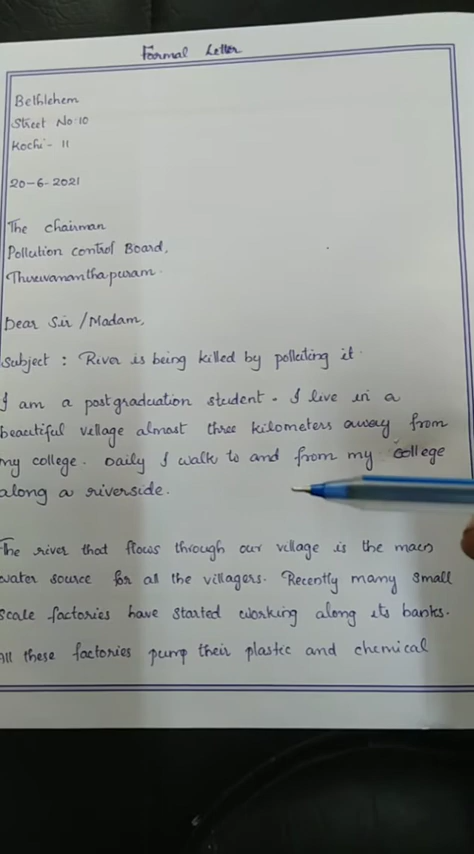 Formal Letter
Bethlehem
Street No 10
Kochi - 11
20-6-2021
The chairman
Pollution control Board,
Thiruvananthapuram.
Dear Sir /Madam,
Subject : River is being killed by polluting it.
I am a postgraduation student. I live in a
beautiful village almost three kilometers away from
my college. Daily I walk to and from my college
along a riverside.
The river that flows through our village is the main
water source for all the villagers. Recently many small
scale factories have started working along its banks.
All these factories pump their plastic and chemical